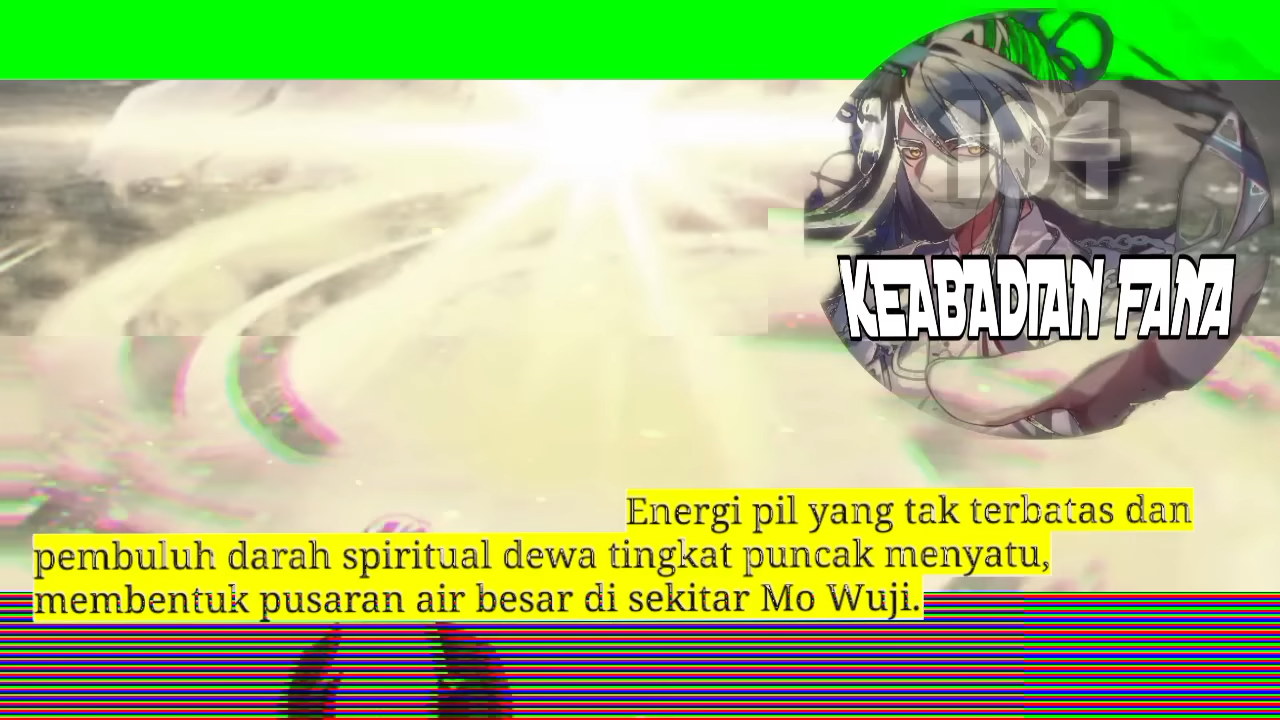 KEABADIAN FANA
Energi pil yang tak terbatas dan
pembuluh darah spiritual dewa tingkat puncak menyatu,
membentuk pusaran air besar di sekitar Mo Wuji.